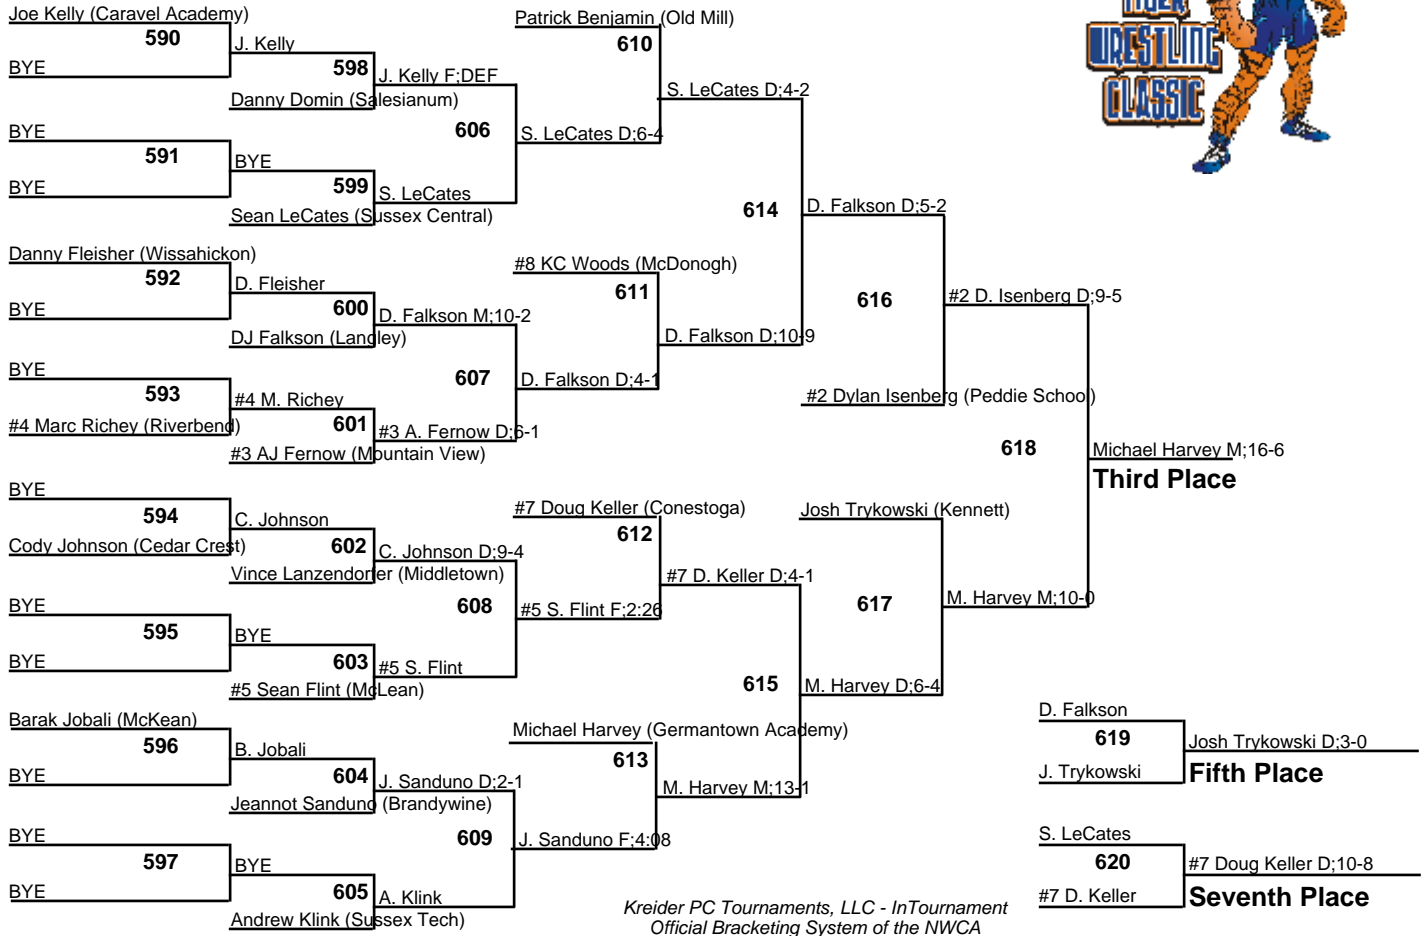 Joe Kelly (Caravel Academy)
590
BYE
J. Kelly
598
Danny Domin (Salesianum)
J. Kelly F;DEF
BYE
591
BYE
BYE
599
Sean LeCates (Sussex Central)
S. LeCates
606
S. LeCates D;6-4
Patrick Benjamin (Old Mill)
610
S. LeCates D;4-2
Danny Fleisher (Wissahickon)
592
BYE
D. Fleisher
600
DJ Falkson (Langley)
D. Falkson M;10-2
BYE
593
#4 Marc Richey (Riverbend)
#4 M. Richey
601
#3 AJ Fernow (Mountain View)
#3 A. Fernow D;6-1
607
D. Falkson D;4-1
#8 KC Woods (McDonogh)
611
D. Falkson D;10-9
614
D. Falkson D;5-2
616
#2 Dylan Isenberg (Peddie School)
#2 D. Isenberg D;9-5
BYE
594
Cody Johnson (Cedar Crest)
C. Johnson
602
Vince Lanzendorfer (Middletown)
C. Johnson D;9-4
BYE
595
BYE
BYE
603
#5 Sean Flint (McLean)
#5 S. Flint
608
#5 S. Flint F;2:26
#7 Doug Keller (Conestoga)
612
#7 D. Keller D;4-1
Barak Jobali (McKean)
596
BYE
B. Jobali
604
Jeannot Sanduno (Brandywine)
J. Sanduno D;2-1
BYE
597
BYE
BYE
605
Andrew Klink (Sussex Tech)
A. Klink
609
J. Sanduno F;4:08
Michael Harvey (Germantown Academy)
613
M. Harvey M;13-1
615
M. Harvey D;6-4
Josh Trykowski (Kennett)
617
M. Harvey M;10-0
618
Michael Harvey M;16-6
Third Place
D. Falkson
619
J. Trykowski
Josh Trykowski D;3-0
Fifth Place
S. LeCates
620
#7 D. Keller
#7 Doug Keller D;10-8
Seventh Place
TIGER
WRESTLING
CLASSIC
Kreider PC Tournaments, LLC - InTournament
Official Bracketing System of the NWCA